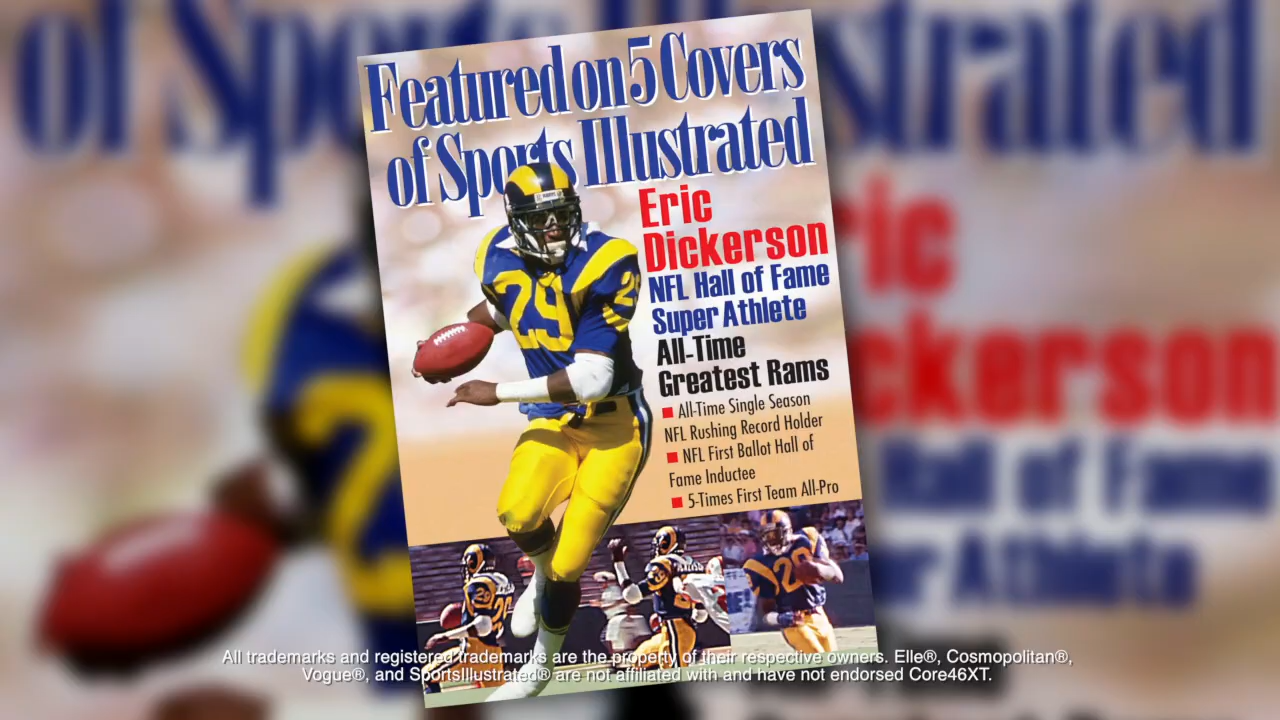 Featured on 5 Covers
of Sports Illustrated
Eric
Dickerson
NFL Hall of Fame
Super Athlete
All-Time
Greatest Rams
All-Time Single Season
NFL Rushing Record Holder
NFL First Ballot Hall of
Fame Inductee
5-Times First Team All-Pro
29
29
All trademarks and registered trademarks are the property of their respective owners. Elle®, Cosmopolitan®,
Vogue®, and SportsIllustrated® are not affiliated with and have not endorsed Core46XT.